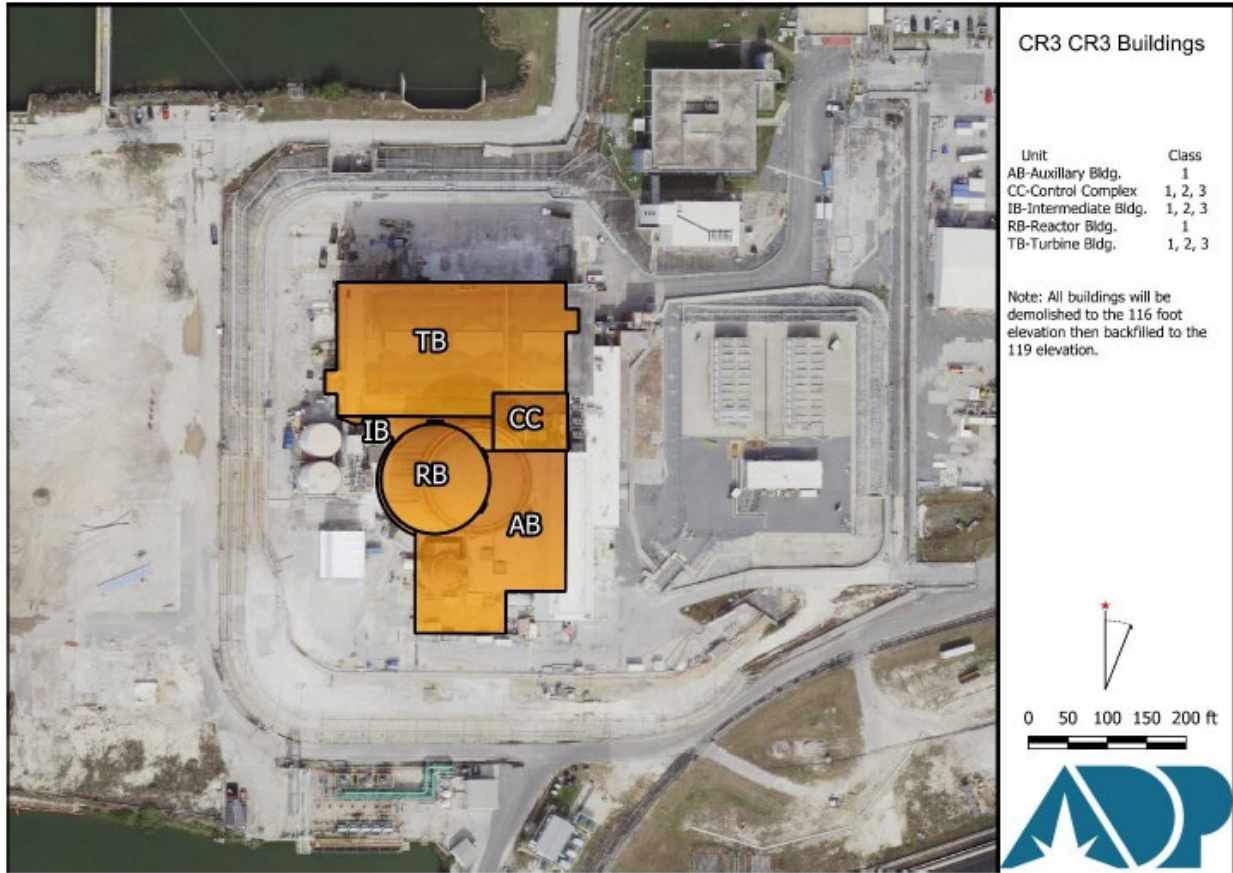 CR3 CR3 Buildings
Unit Class
AB-Auxillary Bldg. 1
CC-Control Complex 1, 2, 3
IB-Intermediate Bldg. 1, 2, 3
RB-Reactor Bldg. 1
TB-Turbine Bldg. 1, 2, 3
Note: All buildings will be
demolished to the 116 foot
elevation then backfilled to the
119 elevation.
TB
CC
IB
RB
AB
0 50 100 150 200 ft
ADP